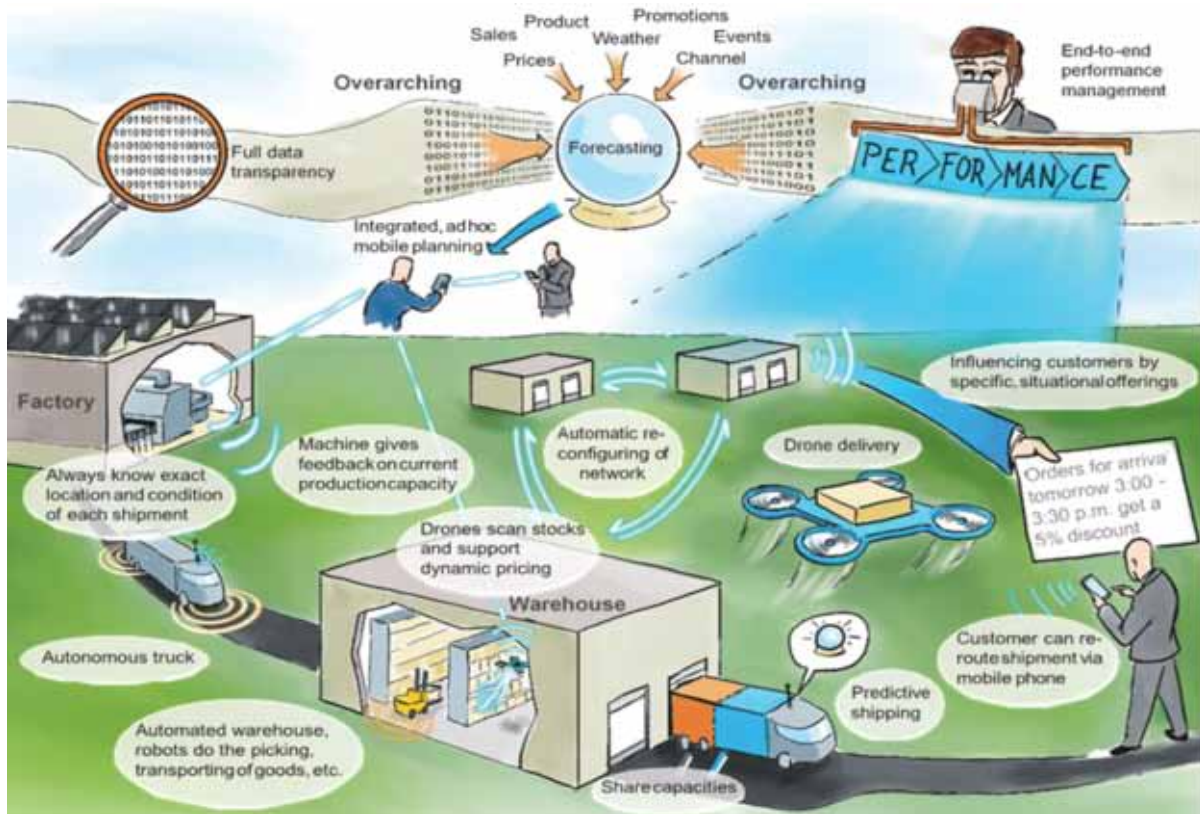 Promotions
Product
Sales
Weather
Events
Prices
Channel
Overarching
Overarching
End-to-end
performance
management
Full data
transparency
Forecasting
PER FOR MAN CE
Integrated, ad hoc
mobile planning
Factory
Influencing customers by
specific, situational offerings
Machine gives
feedback on current
production capacity
Automatic re-
configuring of
network
Drone delivery
Always know exact
location and condition
of each shipment
Orders for arrival
tomorrow 3:00 -
3:30 p.m. get a
5% discount
Drones scan stocks
and support
dynamic pricing
Warehouse
Autonomous truck
Customer can re-
route shipment via
mobile phone
Predictive
shipping
Automated warehouse,
robots do the picking,
transporting of goods, etc.
Share capacities